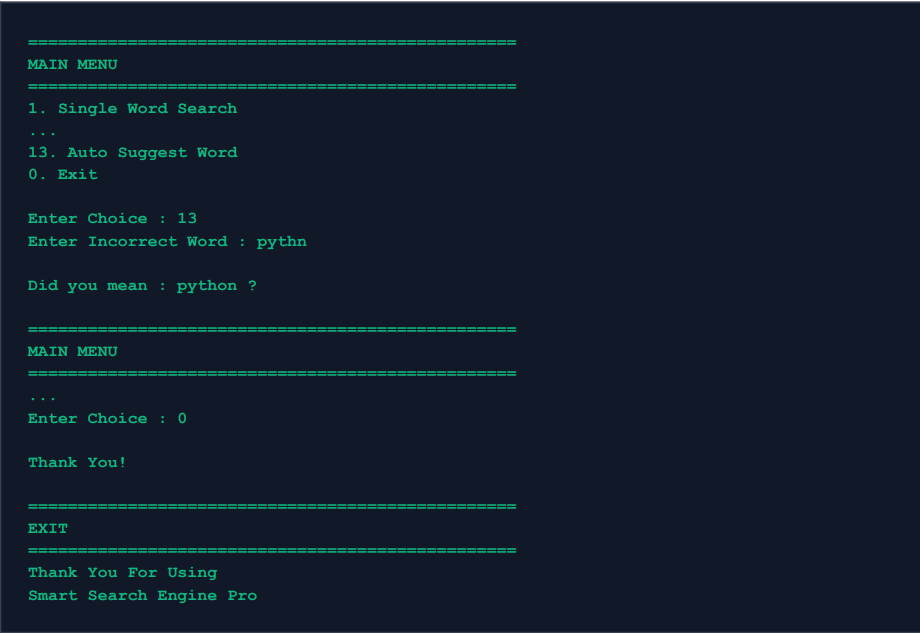 =================================================
MAIN MENU
=================================================
1. Single Word Search
...
13. Auto Suggest Word
0. Exit
Enter Choice : 13
Enter Incorrect Word : pythn
Did you mean : python ?
=================================================
MAIN MENU
=================================================
...
Enter Choice : 0
Thank You!
=================================================
EXIT
=================================================
Thank You For Using
Smart Search Engine Pro